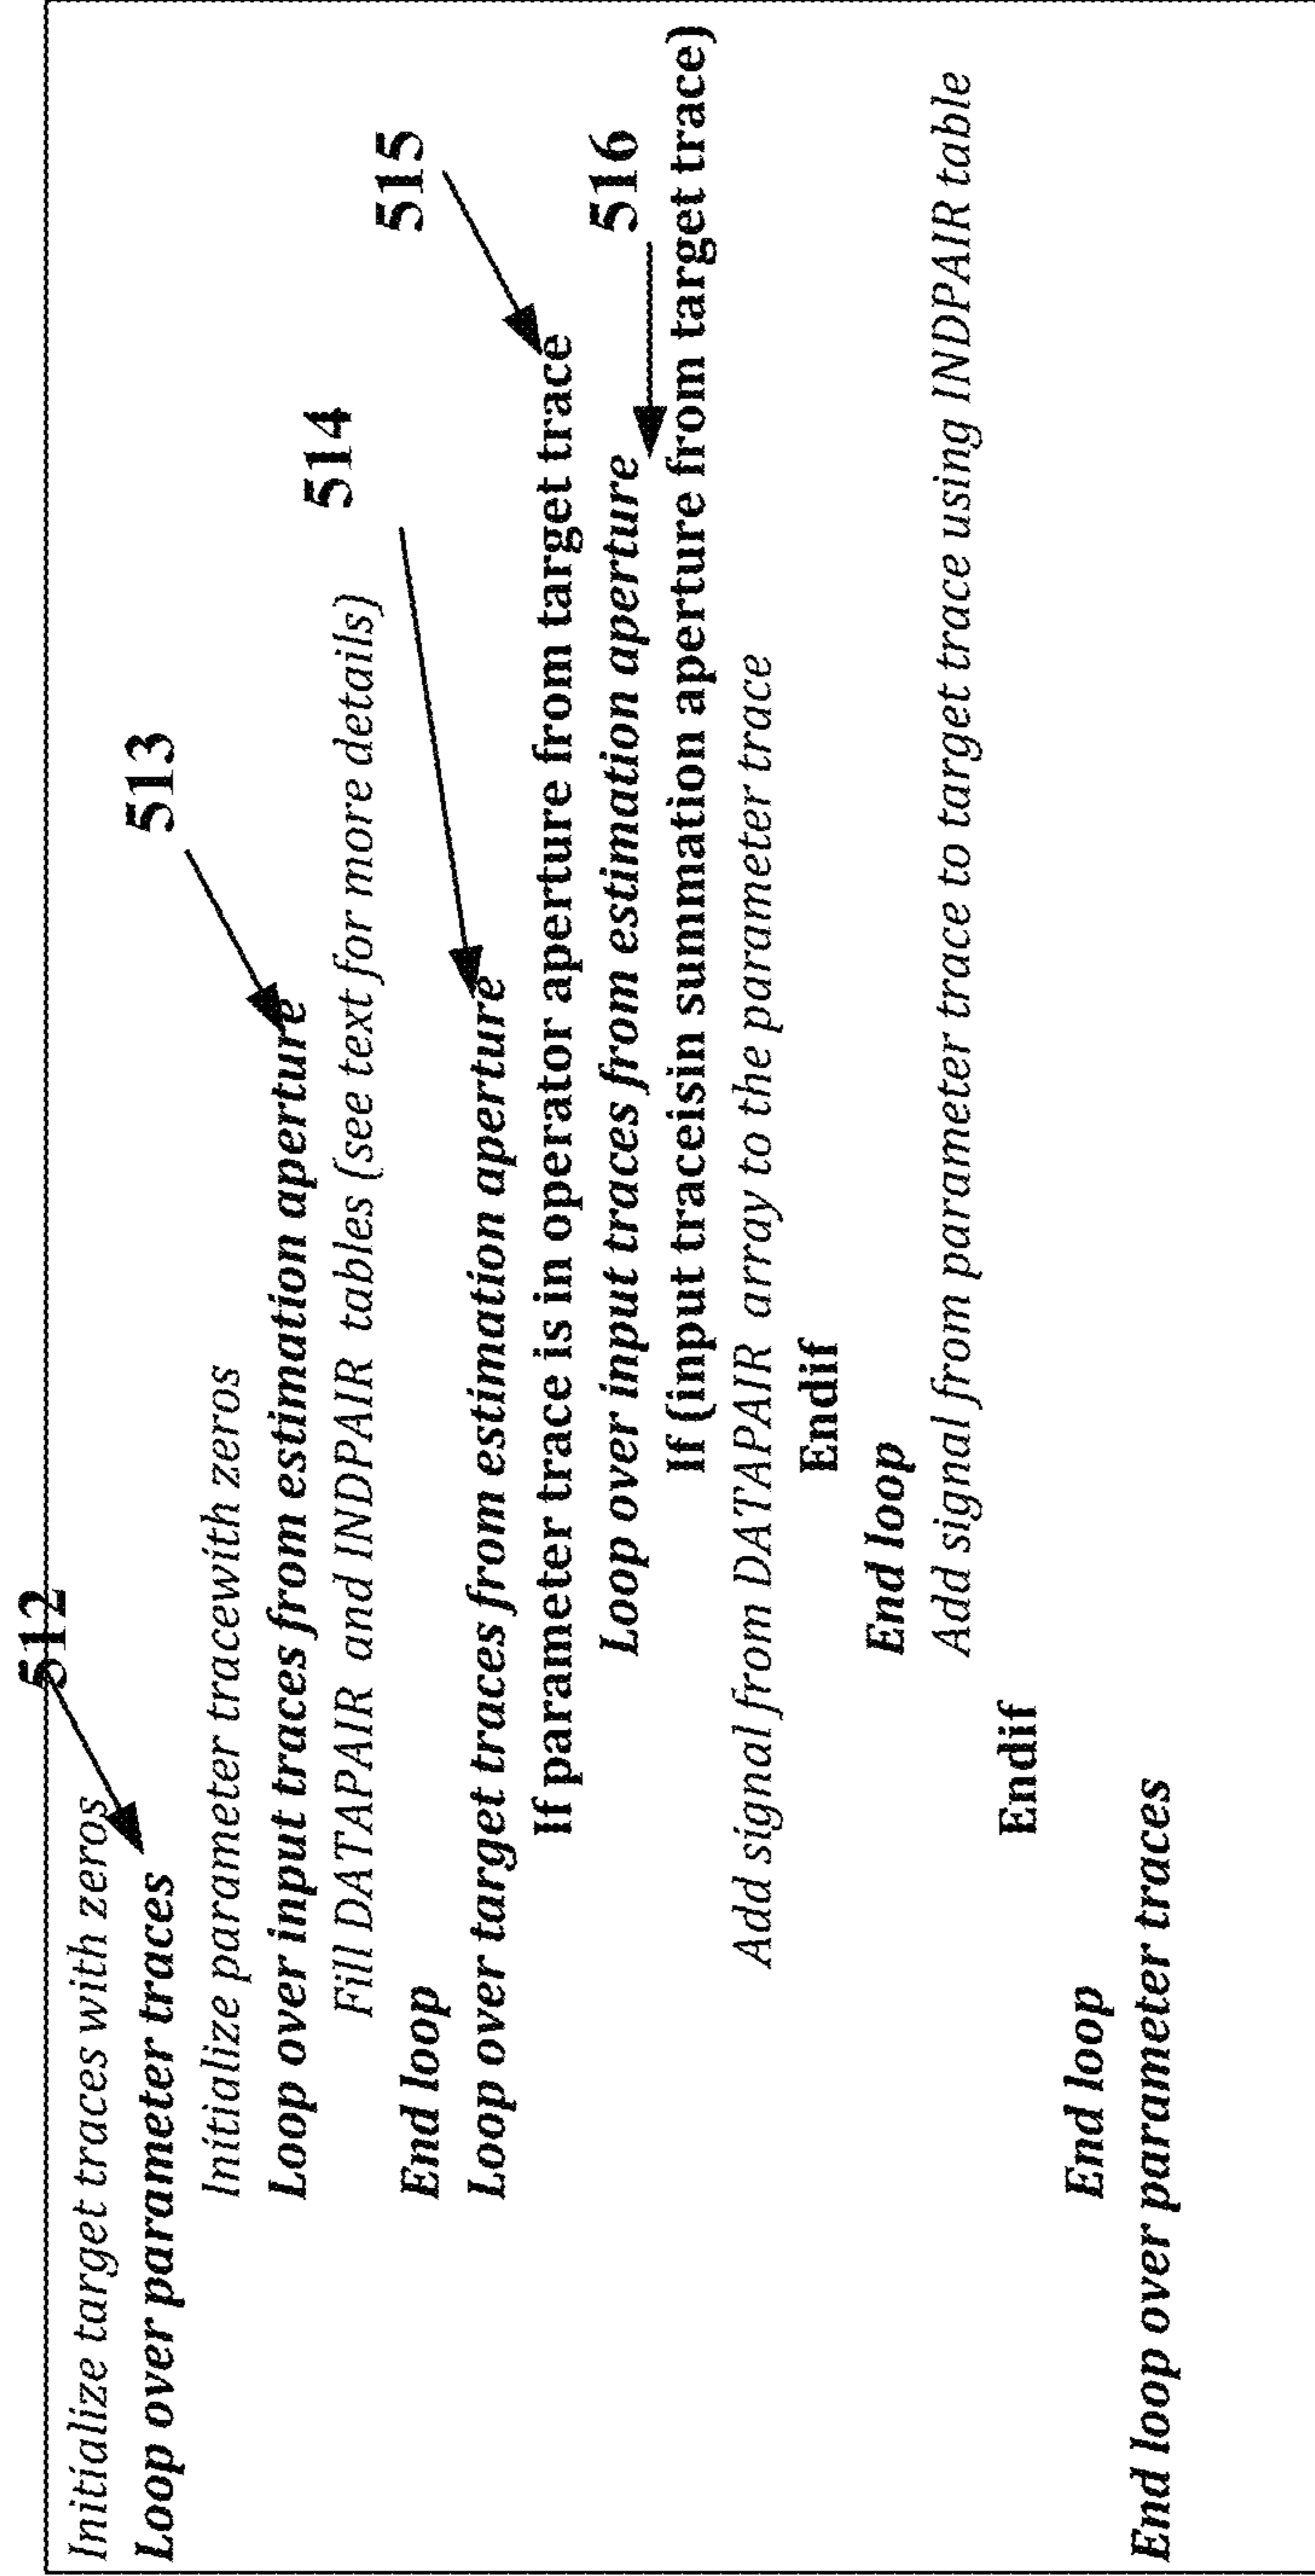 512
Initialize target traces with zeros
Loop over parameter traces
513
Initialize parameter tracewith zeros
Loop over input traces from estimation aperture
514
Fill DATAPAIR and INDPAIR tables (see text for more details)
End loop
515
Loop over target traces from estimation aperture
If parameter trace is in operator aperture from target trace
516
Loop over input traces from estimation aperture
If (input traceisin summation aperture from target trace)
Add signal from DATAPAIR array to the parameter trace
Endif
End loop
Add signal from parameter trace to target trace using INDPAIR table
Endif
End loop
End loop over parameter traces